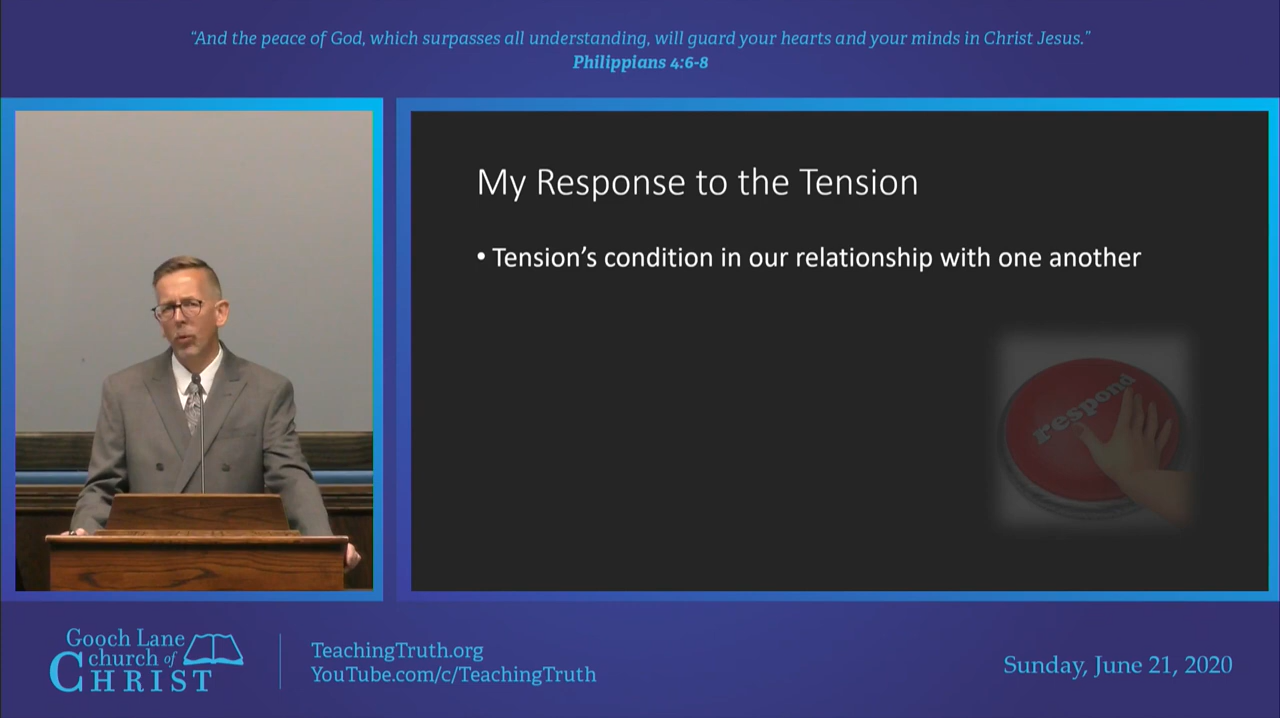 “And the peace of God, which surpasses all understanding, will guard your hearts and your minds in Christ Jesus.”
Philippians 4:6-8
My Response to the Tension
• Tension’s condition in our relationship with one another
respond
Gooch Lane
church of
CHRIST
TeachingTruth.org
YouTube.com/c/TeachingTruth
Sunday, June 21, 2020